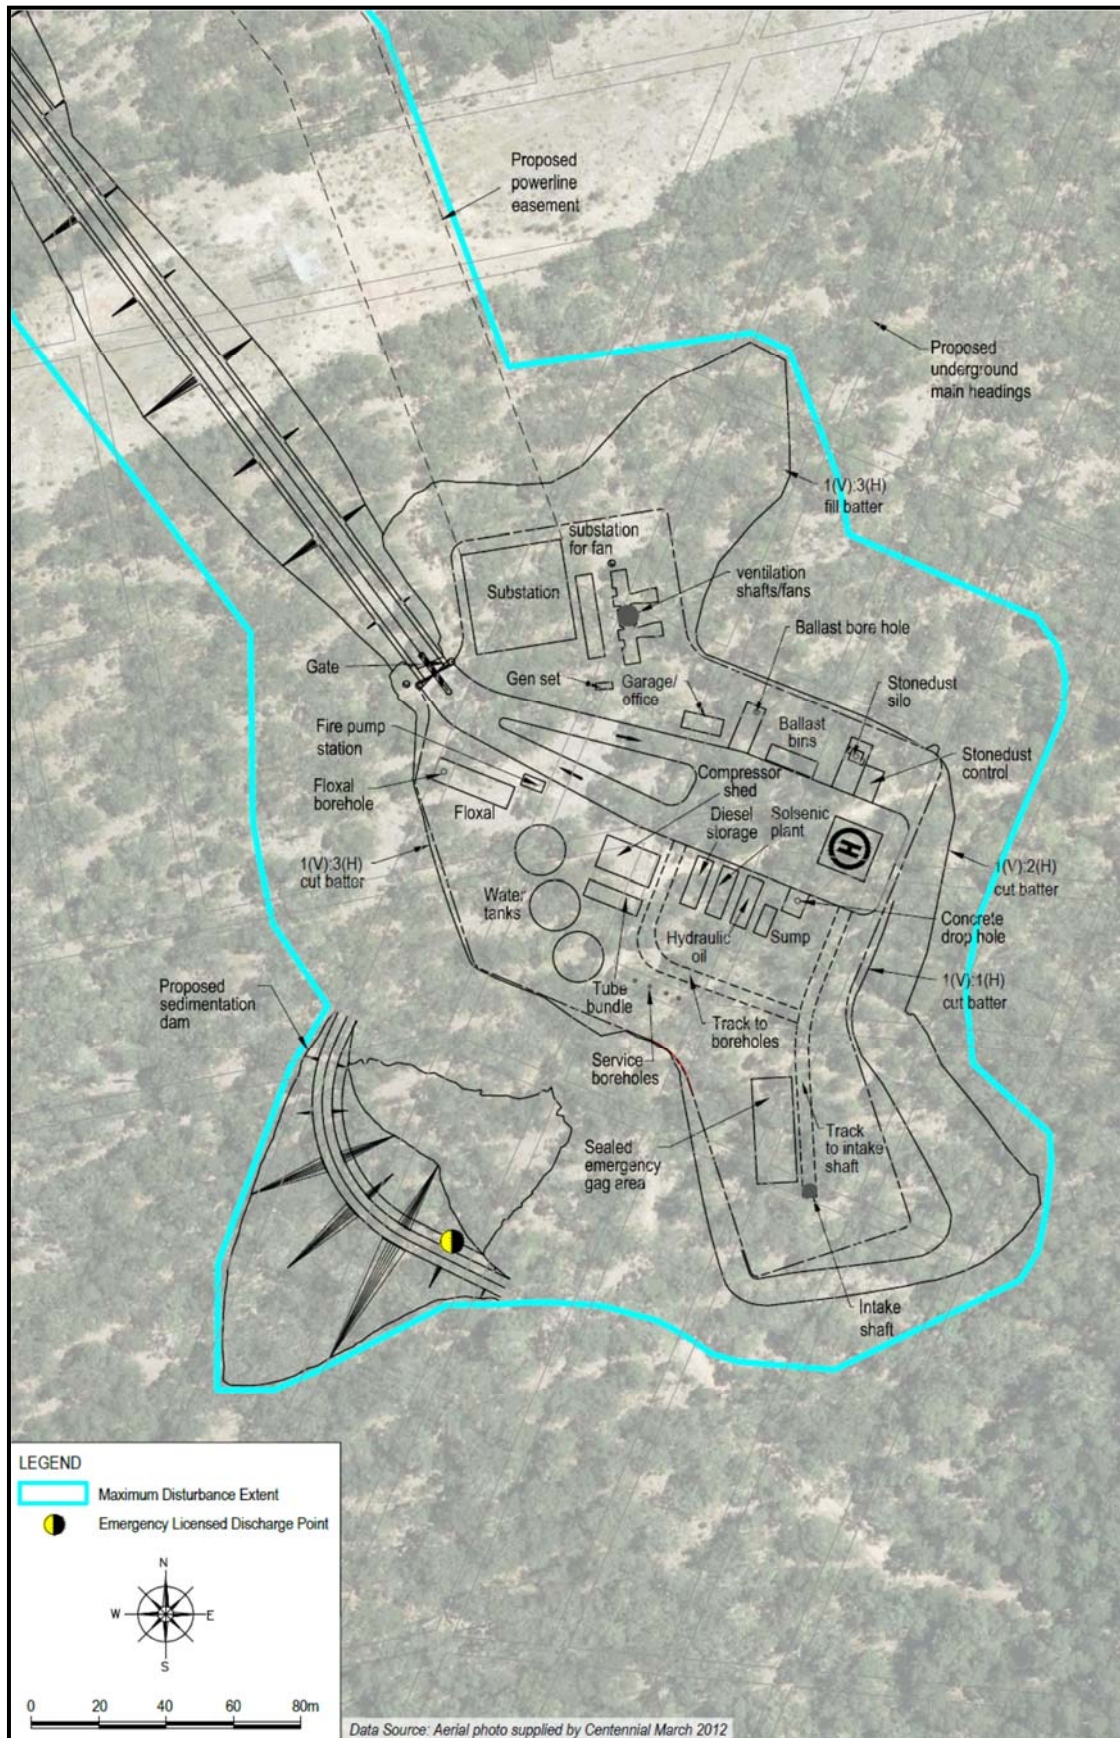 Proposed
powerline
easement
Proposed
underground
main headings
1(V):3(H)
fill batter
substation
for fan
Substation
ventilation
shafts/fans
Ballast bore hole
Gate
Gen set
Garage/
office
Stonedust
silo
Fire pump
station
Ballast
bins
Stonedust
control
Floxal
borehole
Floxal
Compressor
shed
Diesel
storage
Solsenic
plant
H
1(V):3(H)
cut batter
1(V):2(H)
cut batter
Water
tanks
Hydraulic
oil
Sump
Concrete
drop hole
1(V):1(H)
cut batter
Proposed
sedimentation
dam
Tube
bundle
Track to
boreholes
Service
boreholes
Sealed
emergency
gag area
Track
to intake
shaft
Intake
shaft
LEGEND
Maximum Disturbance Extent
Emergency Licensed Discharge Point
N
W E
S
0 20 40 60 80m
Data Source: Aerial photo supplied by Centennial March 2012